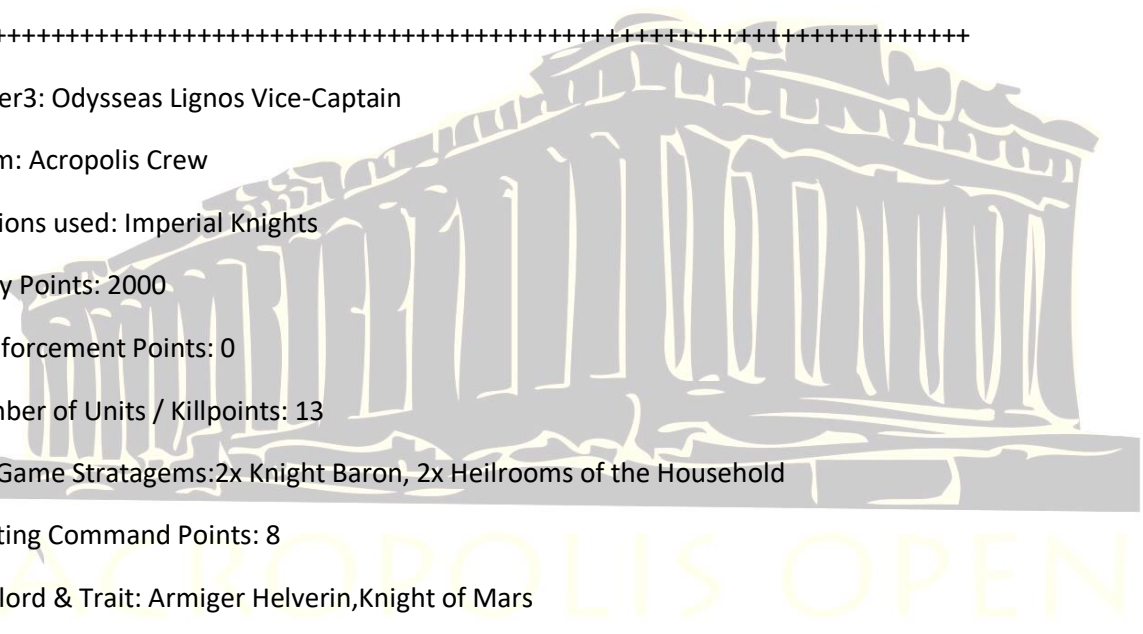 +++++++++++++++++++++++++++++++++++++++++++++++++++++++++++++++++++
er3: Odysseas Lignos Vice-Captain
m: Acropolis Crew
ions used: Imperial Knights
y Points: 2000
nforcement Points: 0
nber of Units / Killpoints: 13
Game Stratagems:2x Knight Baron, 2x Heilrooms of the Household
ting Command Points: 8
lord & Trait: Armiger Helverin,Knight of Mars
ACROPOLIS OPEN